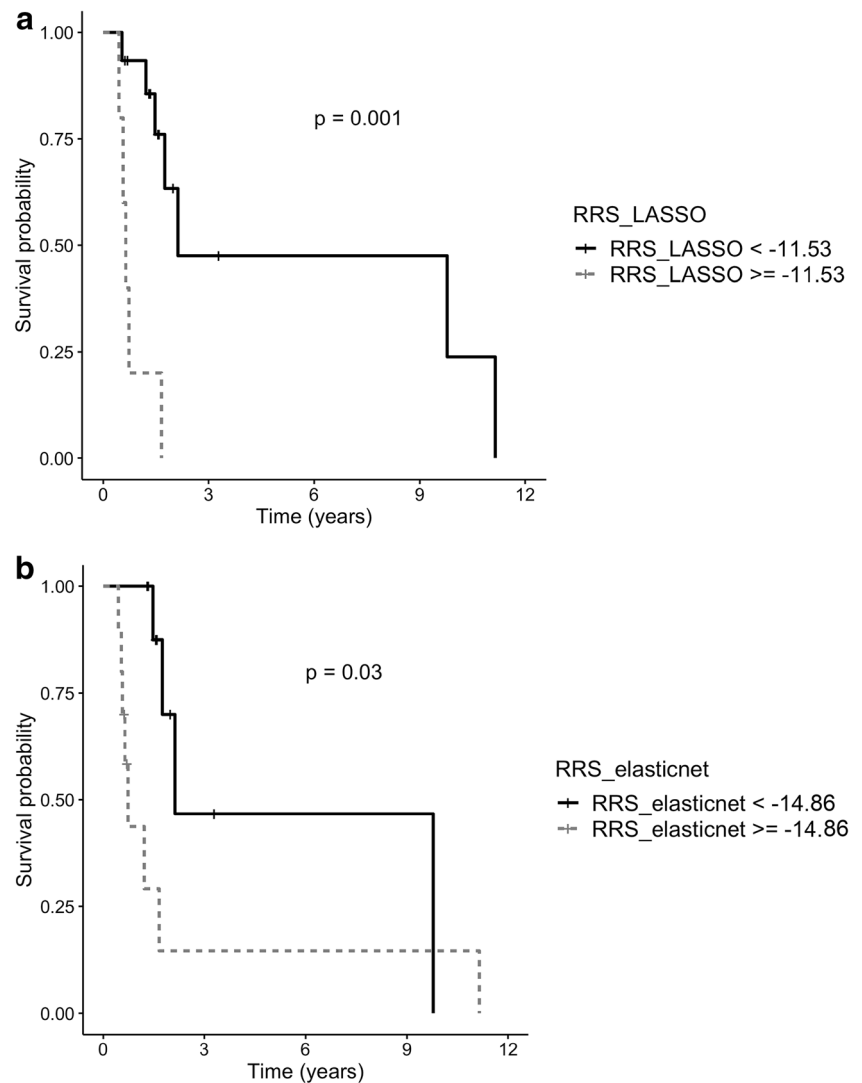 a
1.00
0.75
0.50
0.25
0.00
Survival probability
p = 0.001
0 3 6 9 12
Time (years)
RRS_LASSO
RRS_LASSO < -11.53
RRS_LASSO >= -11.53
b
1.00
0.75
0.50
0.25
0.00
Survival probability
p = 0.03
0 3 6 9 12
Time (years)
RRS_elasticnet
RRS_elasticnet < -14.86
RRS_elasticnet >= -14.86